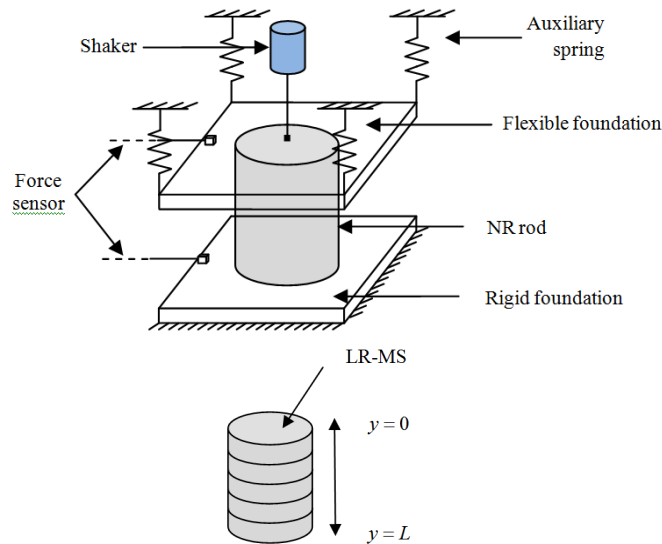 Shaker
Auxiliary
spring
Flexible foundation
Force
sensor
NR rod
Rigid foundation
LR-MS
y = 0
y = L